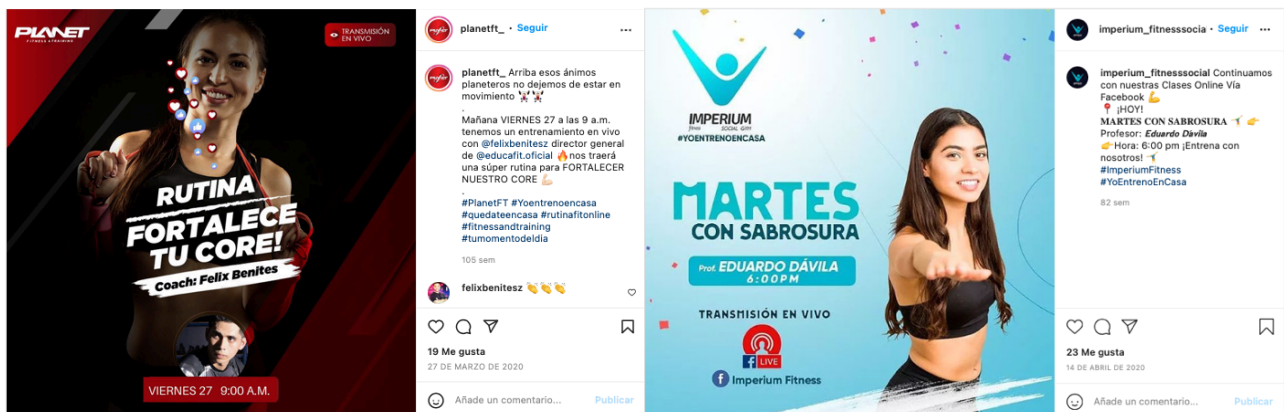 PLANET
FITNESS & TRAINING
TRANSMISIÓN
EN VIVO
RUTINA
FORTALECE
TU CORE!
Coach: Felix Benites
VIERNES 27 9:00 A.M.
planetft_ • Seguir
planetft_ Arriba esos ánimos
planeteros no dejemos de estar en
movimiento
.
Mañana VIERNES 27 a las 9 a.m.
tenemos un entrenamiento en vivo
con @felixbenitesz director general
de @educafit.oficial 🔥nos traerá
una súper rutina para FORTALECER
NUESTRO CORE 💪🏻
.
#PlanetFT #Yoentrenoencasa
#quedateencasa #rutinafitonline
#fitnessandtraining
#tumomentodeldia
105 sem
felixbenitesz 👏👏👏
19 Me gusta
27 DE MARZO DE 2020
Añade un comentario... Publicar
IMPERIUM
fitness SOCIAL GYM
#YOENTRENOENCASA
MARTES
CON SABROSURA
Prof. EDUARDO DÁVILA
6:00PM
TRANSMISIÓN EN VIVO
f LIVE
f Imperium Fitness
imperium_fitnesssocia • Seguir
imperium_fitnesssocial Continuamos
con nuestras Clases Online Vía
Facebook 💪
📍 ¡HOY!
MARTES CON SABROSURA 🤸 👉
Profesor: Eduardo Dávila
👉Hora: 6:00 pm ¡Entrena con
nosotros! 🤸
#ImperiumFitness
#YoEntrenoEnCasa
82 sem
23 Me gusta
14 DE ABRIL DE 2020
Añade un comentario... Publicar